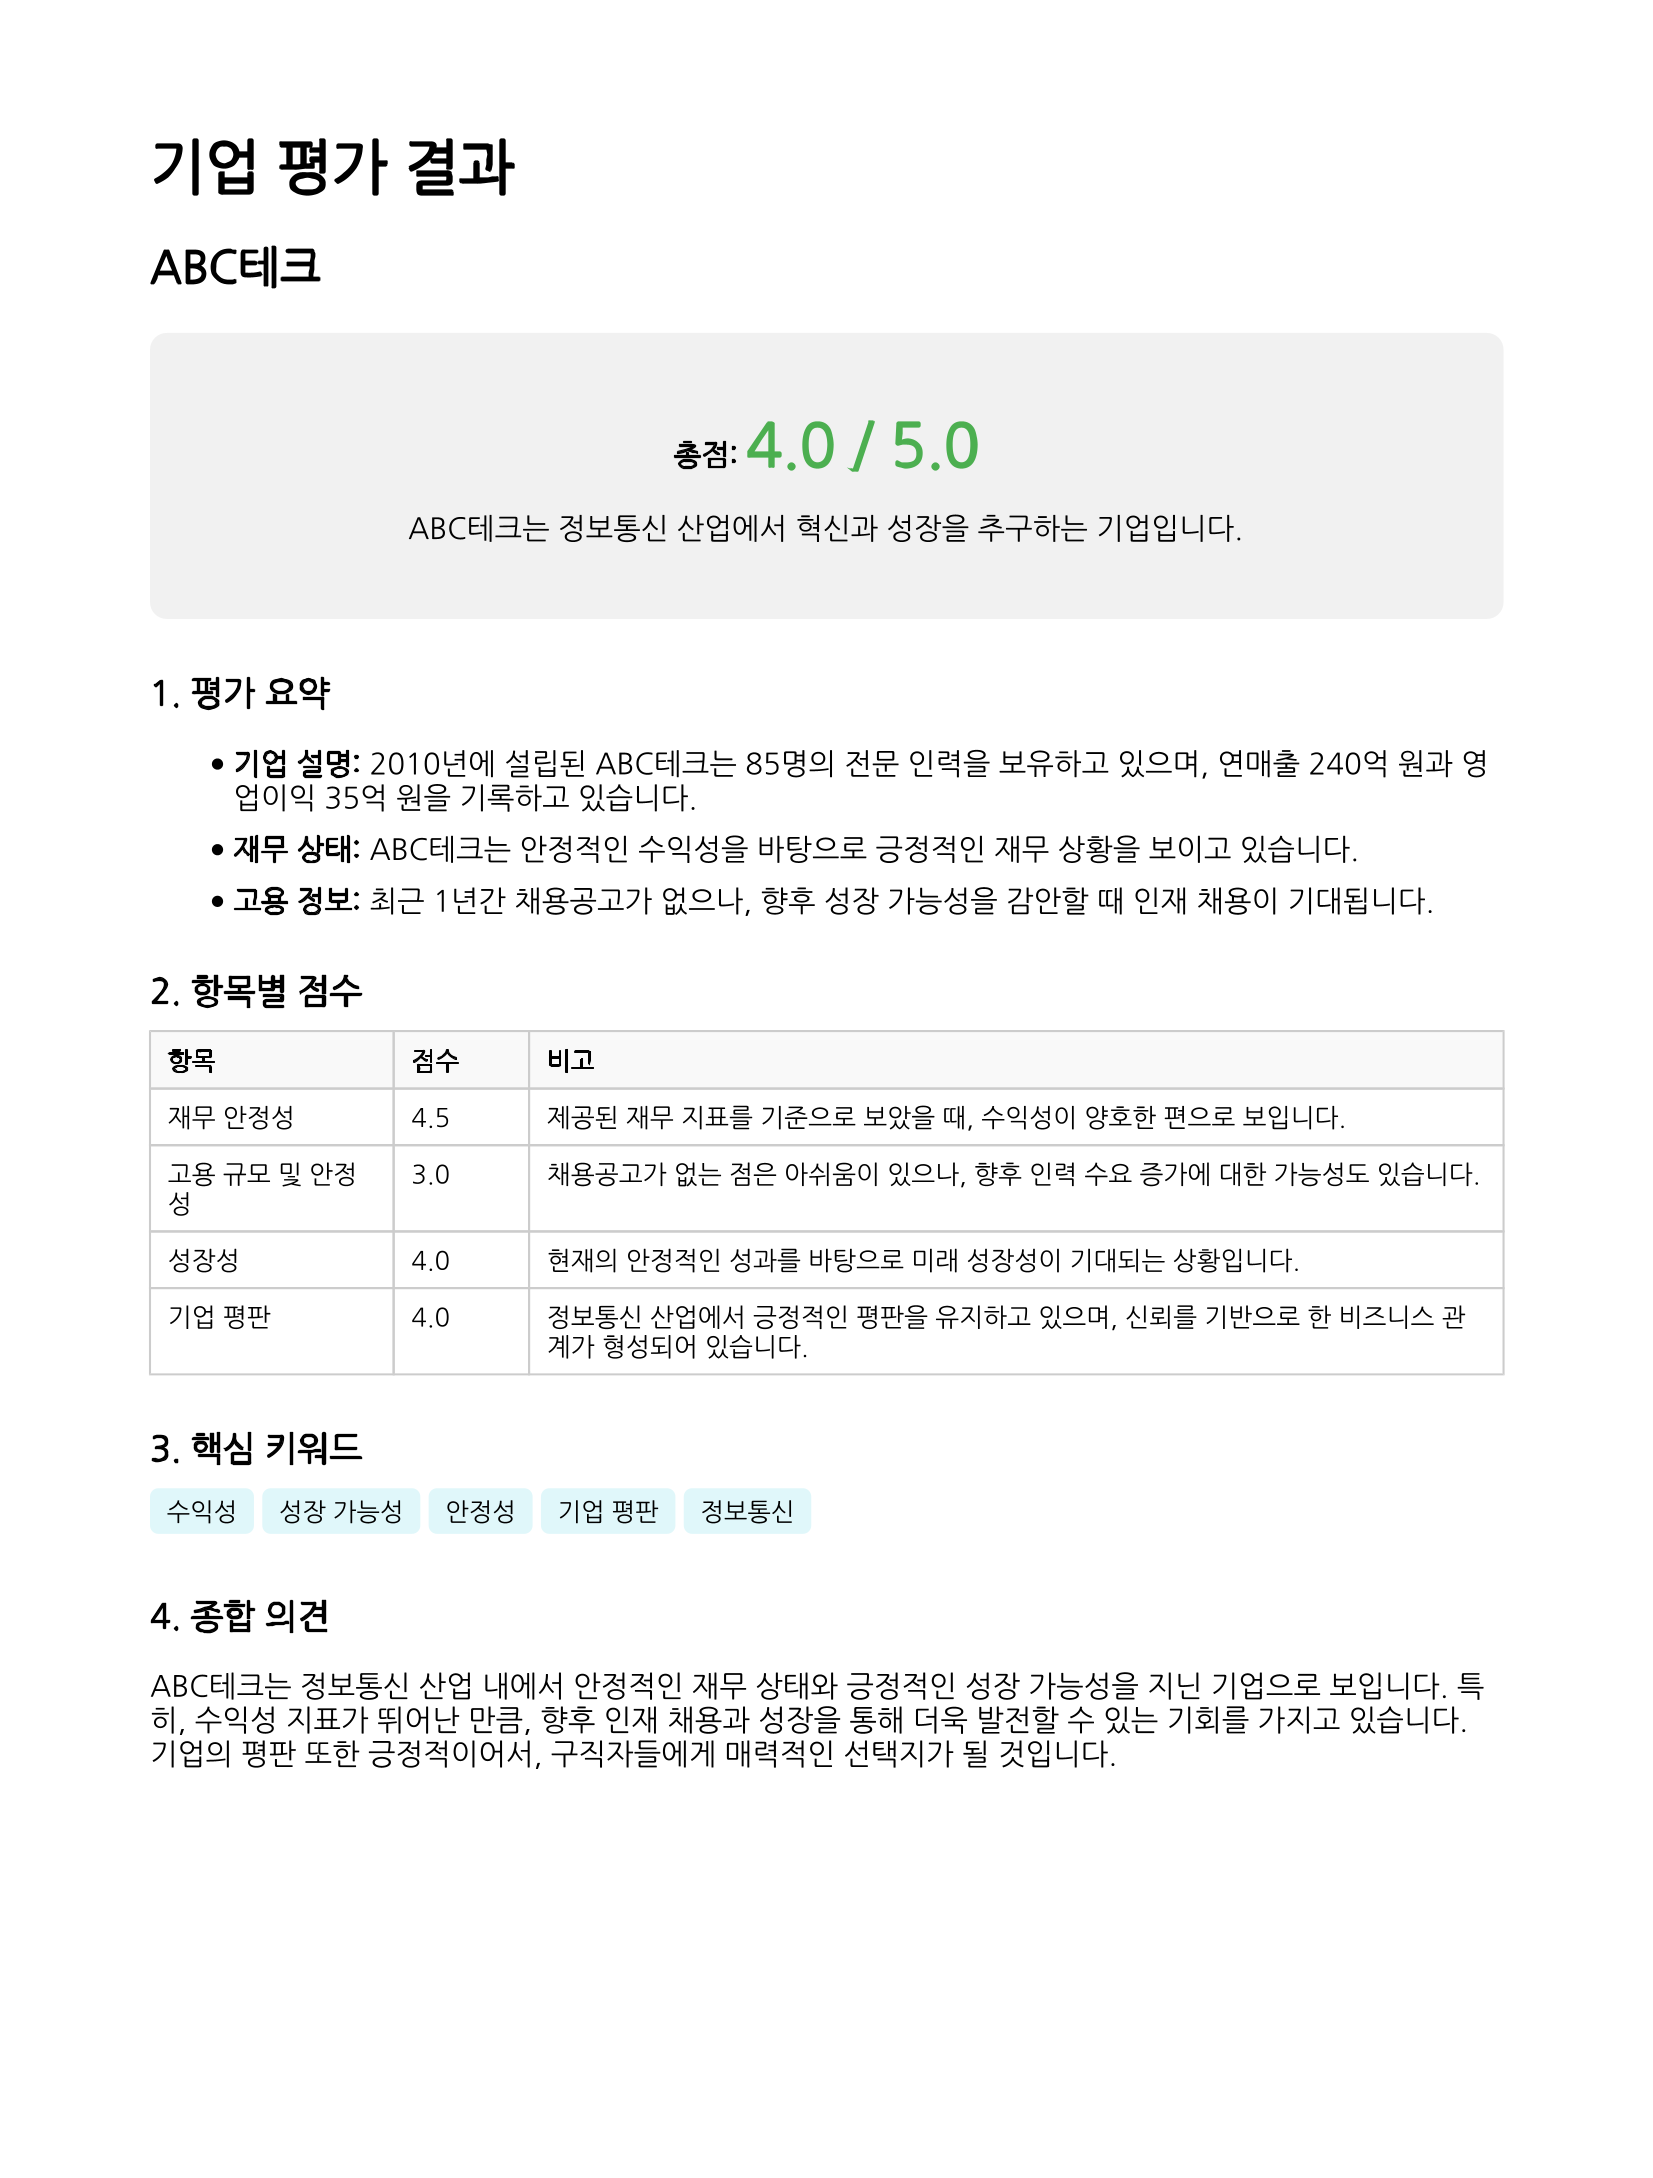 기업 평가 결과
ABC테크
총점: 4.0 / 5.0
ABC테크는 정보통신 산업에서 혁신과 성장을 추구하는 기업입니다.
1. 평가 요약
• 기업 설명: 2010년에 설립된 ABC테크는 85명의 전문 인력을 보유하고 있으며, 연매출 240억 원과 영
업이익 35억 원을 기록하고 있습니다.
• 재무 상태: ABC테크는 안정적인 수익성을 바탕으로 긍정적인 재무 상황을 보이고 있습니다.
• 고용 정보: 최근 1년간 채용공고가 없으나, 향후 성장 가능성을 감안할 때 인재 채용이 기대됩니다.
2. 항목별 점수
항목 점수 비고
재무 안정성 4.5 제공된 재무 지표를 기준으로 보았을 때, 수익성이 양호한 편으로 보입니다.
고용 규모 및 안정 3.0 채용공고가 없는 점은 아쉬움이 있으나, 향후 인력 수요 증가에 대한 가능성도 있습니다.
성
성장성 4.0 현재의 안정적인 성과를 바탕으로 미래 성장성이 기대되는 상황입니다.
기업 평판 4.0 정보통신 산업에서 긍정적인 평판을 유지하고 있으며, 신뢰를 기반으로 한 비즈니스 관
계가 형성되어 있습니다.
3. 핵심 키워드
수익성 성장 가능성 안정성 기업 평판 정보통신
4. 종합 의견
ABC테크는 정보통신 산업 내에서 안정적인 재무 상태와 긍정적인 성장 가능성을 지닌 기업으로 보입니다. 특
히, 수익성 지표가 뛰어난 만큼, 향후 인재 채용과 성장을 통해 더욱 발전할 수 있는 기회를 가지고 있습니다.
기업의 평판 또한 긍정적이어서, 구직자들에게 매력적인 선택지가 될 것입니다.